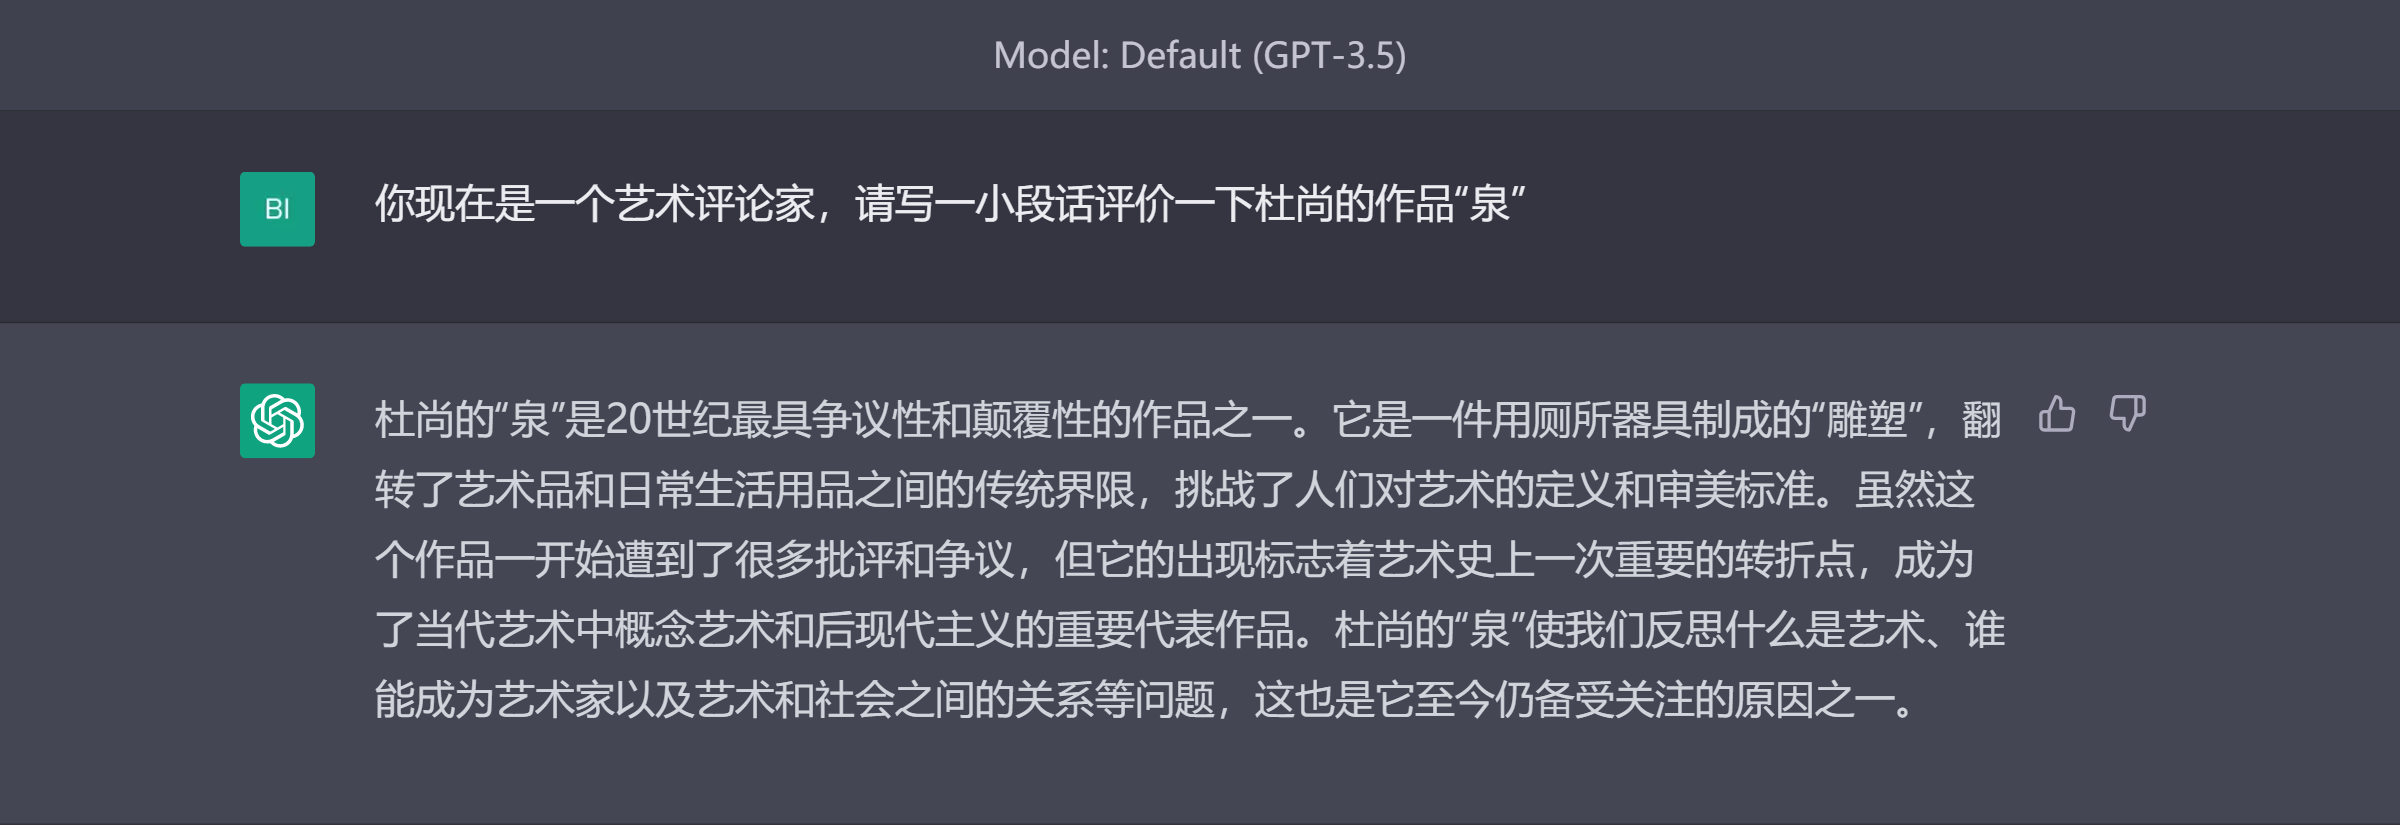 Model: Default (GPT-3.5)
BI
你现在是一个艺术评论家，请写一小段话评价一下杜尚的作品“泉”
杜尚的“泉”是20世纪最具争议性和颠覆性的作品之一。它是一件用厕所器具制成的“雕塑”，翻
转了艺术品和日常生活用品之间的传统界限，挑战了人们对艺术的定义和审美标准。虽然这
个作品一开始遭到了很多批评和争议，但它的出现标志着艺术史上一次重要的转折点，成为
了当代艺术中概念艺术和后现代主义的重要代表作品。杜尚的“泉”使我们反思什么是艺术、谁
能成为艺术家以及艺术和社会之间的关系等问题，这也是它至今仍备受关注的原因之一。